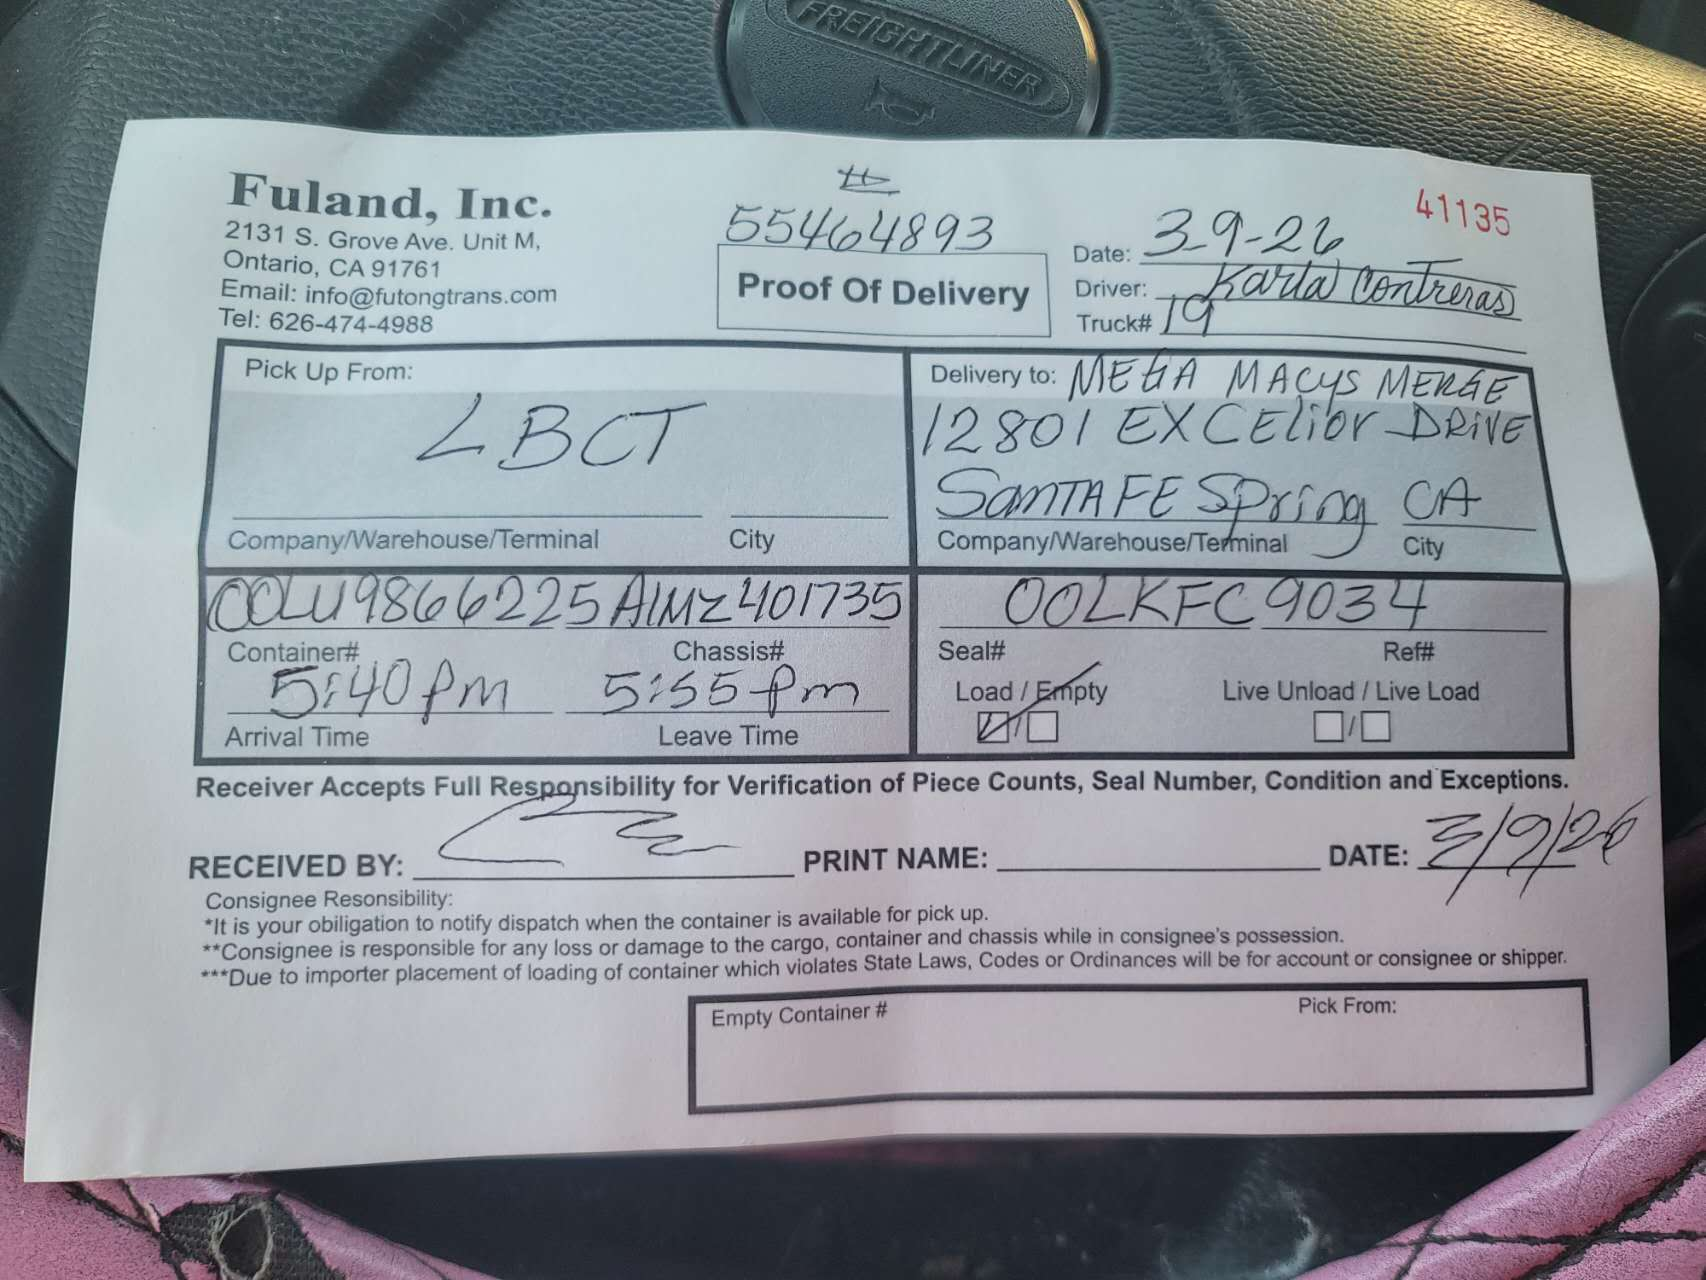 FREIGHTLINER
Fuland, Inc.
2131 S. Grove Ave. Unit M,
Ontario, CA 91761
Email: info@futongtrans.com
Tel: 626-474-4988
55464893
Proof Of Delivery
41135
Date: 3-9-26
Driver: Karla Contreras
Truck# 19
Pick Up From:
LBCT
Company/Warehouse/Terminal City
Delivery to: MEGA MACYS MERGE
12801 EXCElior DRIVE
SANTA FE Spring CA
Company/Warehouse/Terminal City
OOLU9866225 AIMZ401735
Container# Chassis#
5:40 pm 5:55 pm
Arrival Time Leave Time
OOLKFC9034
Seal# Ref#
Load / Empty Live Unload / Live Load
Receiver Accepts Full Responsibility for Verification of Piece Counts, Seal Number, Condition and Exceptions.
RECEIVED BY: PRINT NAME: DATE: 3/9/26
Consignee Resonsibility:
*It is your obiligation to notify dispatch when the container is available for pick up.
**Consignee is responsible for any loss or damage to the cargo, container and chassis while in consignee's possession.
***Due to importer placement of loading of container which violates State Laws, Codes or Ordinances will be for account or consignee or shipper.
Empty Container # Pick From: